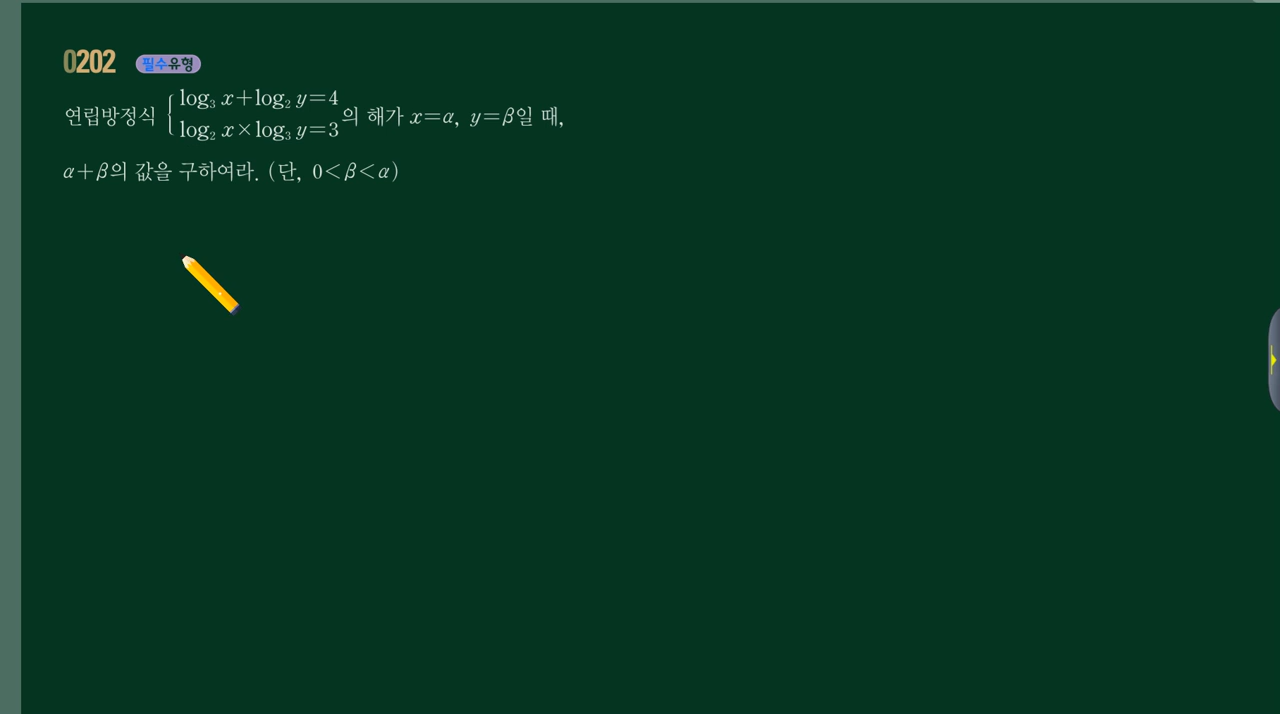 0202 필수유형
연립방정식 { log₃ x+log₂ y=4
log₂ x×log₃ y=3 의 해가 x=α, y=β일 때,
α+β의 값을 구하여라. (단, 0<β<α)